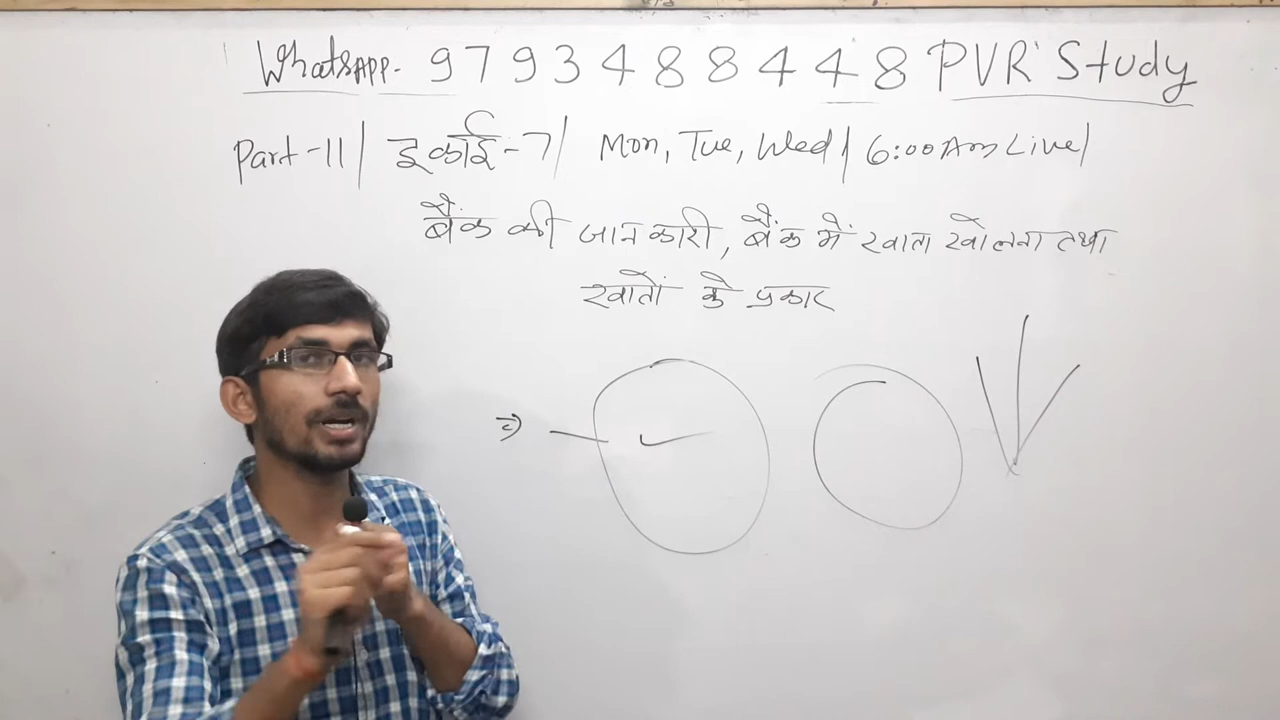 WhatsAPP- 9793488448 PVR Study
Part-11| इकाई-7| Mon, Tue, Wed| 6:00Am Live|
बैंक की जानकारी, बैंक में खाता खोलना तथा
खातों के प्रकार